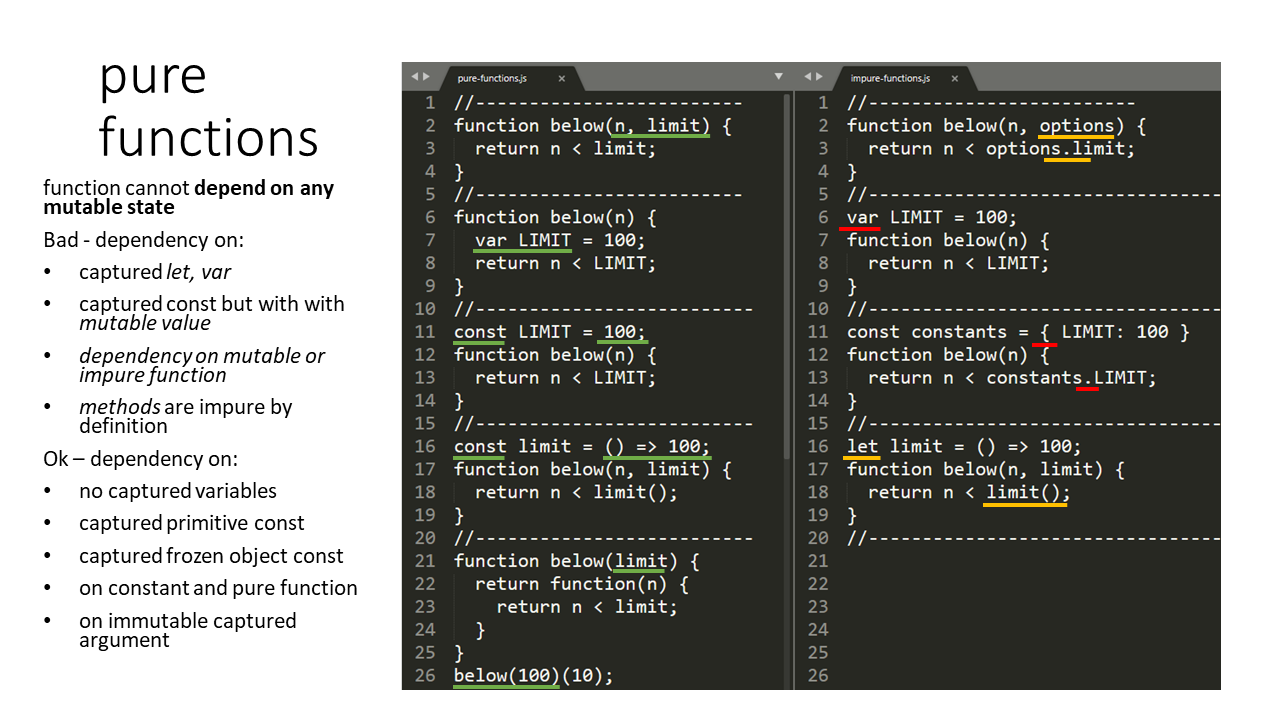 pure
functions
function cannot depend on any
mutable state
Bad - dependency on:
• captured let, var
• captured const but with with
mutable value
• dependency on mutable or
impure function
• methods are impure by
definition
Ok – dependency on:
• no captured variables
• captured primitive const
• captured frozen object const
• on constant and pure function
• on immutable captured
argument
pure-functions.js ×
1 //-------------------------
2 function below(n, limit) {
3 return n < limit;
4 }
5 //-------------------------
6 function below(n) {
7 var LIMIT = 100;
8 return n < LIMIT;
9 }
10 //--------------------------
11 const LIMIT = 100;
12 function below(n) {
13 return n < LIMIT;
14 }
15 //--------------------------
16 const limit = () => 100;
17 function below(n, limit) {
18 return n < limit();
19 }
20 //--------------------------
21 function below(limit) {
22 return function(n) {
23 return n < limit;
24 }
25 }
26 below(100)(10);
impure-functions.js ×
1 //-------------------------
2 function below(n, options) {
3 return n < options.limit;
4 }
5 //---------------------------------
6 var LIMIT = 100;
7 function below(n) {
8 return n < LIMIT;
9 }
10 //---------------------------------
11 const constants = { LIMIT: 100 }
12 function below(n) {
13 return n < constants.LIMIT;
14 }
15 //---------------------------------
16 let limit = () => 100;
17 function below(n, limit) {
18 return n < limit();
19 }
20 //---------------------------------
21
22
23
24
25
26